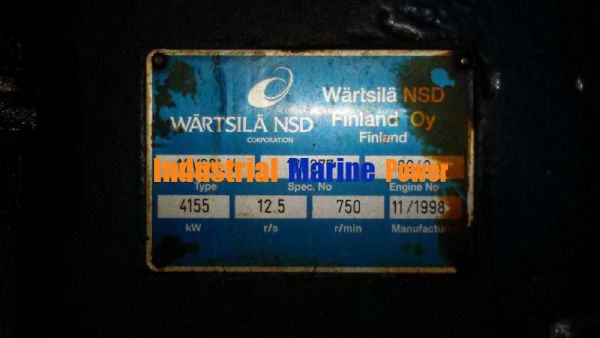 WÄRTSILÄ NSD
CORPORATION
Wärtsilä NSD
Finland Oy
Finland
Industrial Marine Power
Type Spec. No Engine No
4155 12.5 750 11/1998
kW r/s r/min Manufactured